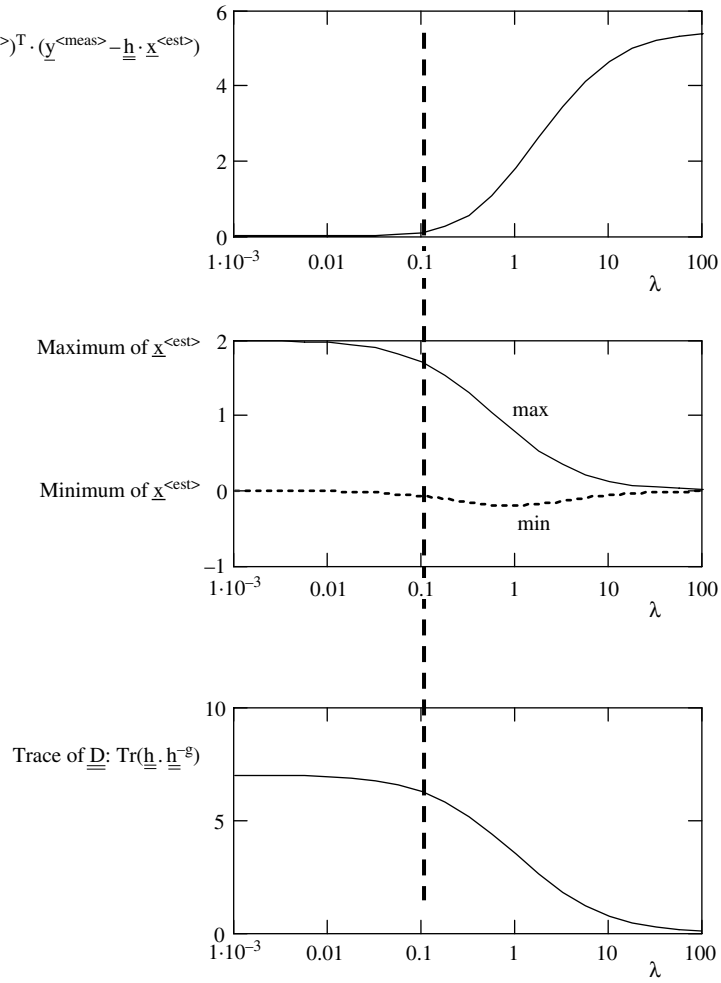 6
>)ᵀ · (y<meas> – h · x<est>)
4
2
0
1·10⁻³ 0.01 0.1 1 10 100
λ
Maximum of x<est>
2
max
1
Minimum of x<est>
0
min
–1
1·10⁻³ 0.01 0.1 1 10 100
λ
10
Trace of D: Tr(h . h⁻ᵍ)
5
0
1·10⁻³ 0.01 0.1 1 10 100
λ